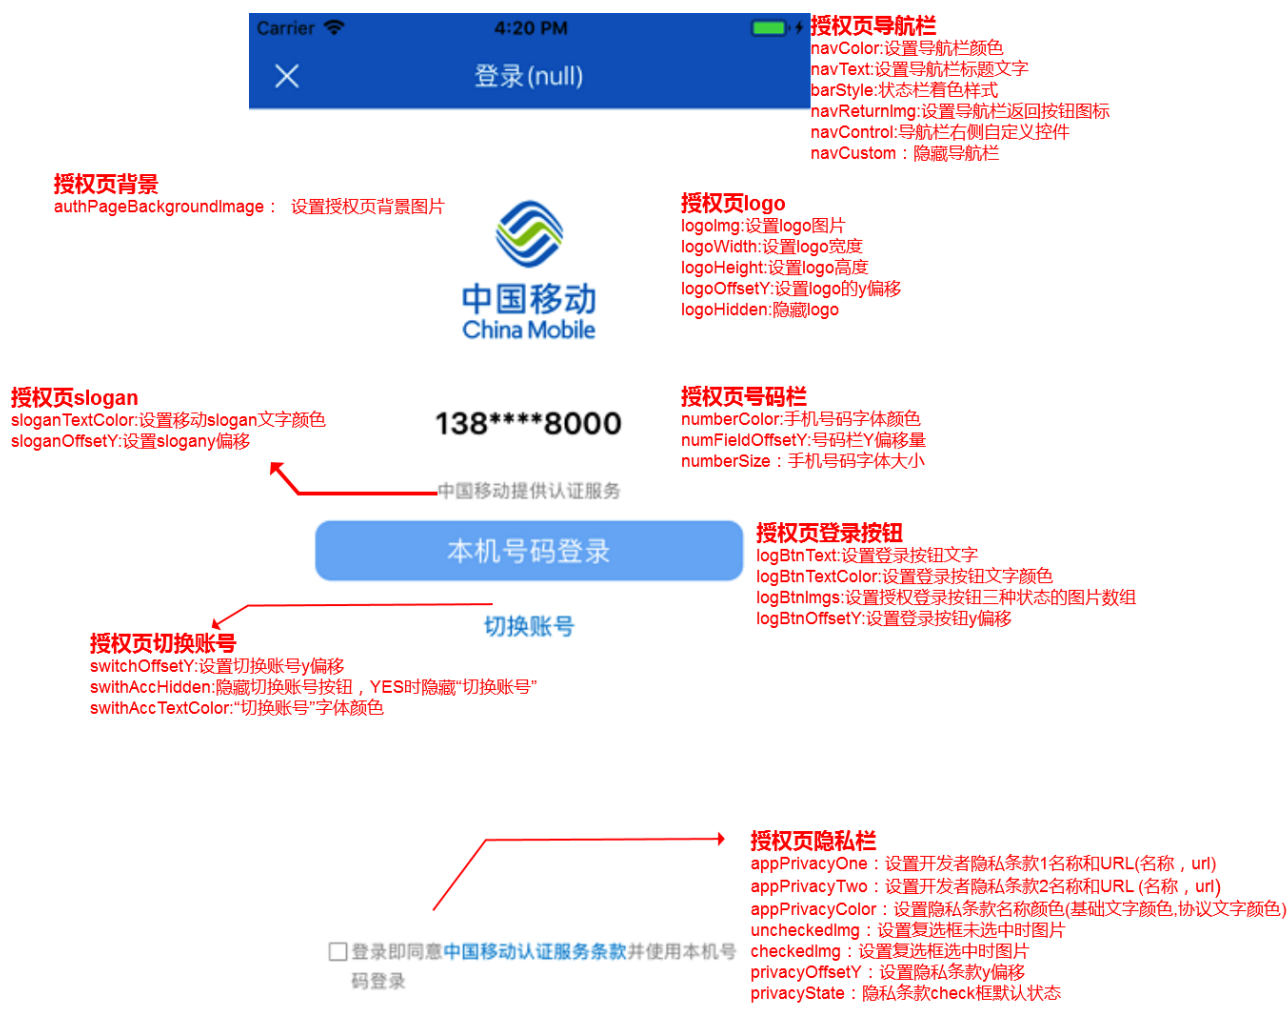 Carrier 4:20 PM
登录(null)
授权页导航栏
navColor:设置导航栏颜色
navText:设置导航栏标题文字
barStyle:状态栏着色样式
navReturnImg:设置导航栏返回按钮图标
navControl:导航栏右侧自定义控件
navCustom：隐藏导航栏
授权页背景
authPageBackgroundImage： 设置授权页背景图片
中国移动
China Mobile
授权页logo
logoImg:设置logo图片
logoWidth:设置logo宽度
logoHeight:设置logo高度
logoOffsetY:设置logo的y偏移
logoHidden:隐藏logo
授权页slogan
sloganTextColor:设置移动slogan文字颜色
sloganOffsetY:设置slogany偏移
138****8000
中国移动提供认证服务
授权页号码栏
numberColor:手机号码字体颜色
numFieldOffsetY:号码栏Y偏移量
numberSize：手机号码字体大小
本机号码登录
授权页登录按钮
logBtnText:设置登录按钮文字
logBtnTextColor:设置登录按钮文字颜色
logBtnImgs:设置授权登录按钮三种状态的图片数组
logBtnOffsetY:设置登录按钮y偏移
切换账号
授权页切换账号
switchOffsetY:设置切换账号y偏移
swithAccHidden:隐藏切换账号按钮，YES时隐藏“切换账号”
swithAccTextColor:“切换账号”字体颜色
授权页隐私栏
appPrivacyOne：设置开发者隐私条款1名称和URL(名称，url)
appPrivacyTwo：设置开发者隐私条款2名称和URL (名称，url)
appPrivacyColor：设置隐私条款名称颜色(基础文字颜色,协议文字颜色)
uncheckedImg：设置复选框未选中时图片
checkedImg：设置复选框选中时图片
privacyOffsetY：设置隐私条款y偏移
privacyState：隐私条款check框默认状态
登录即同意中国移动认证服务条款并使用本机号
码登录